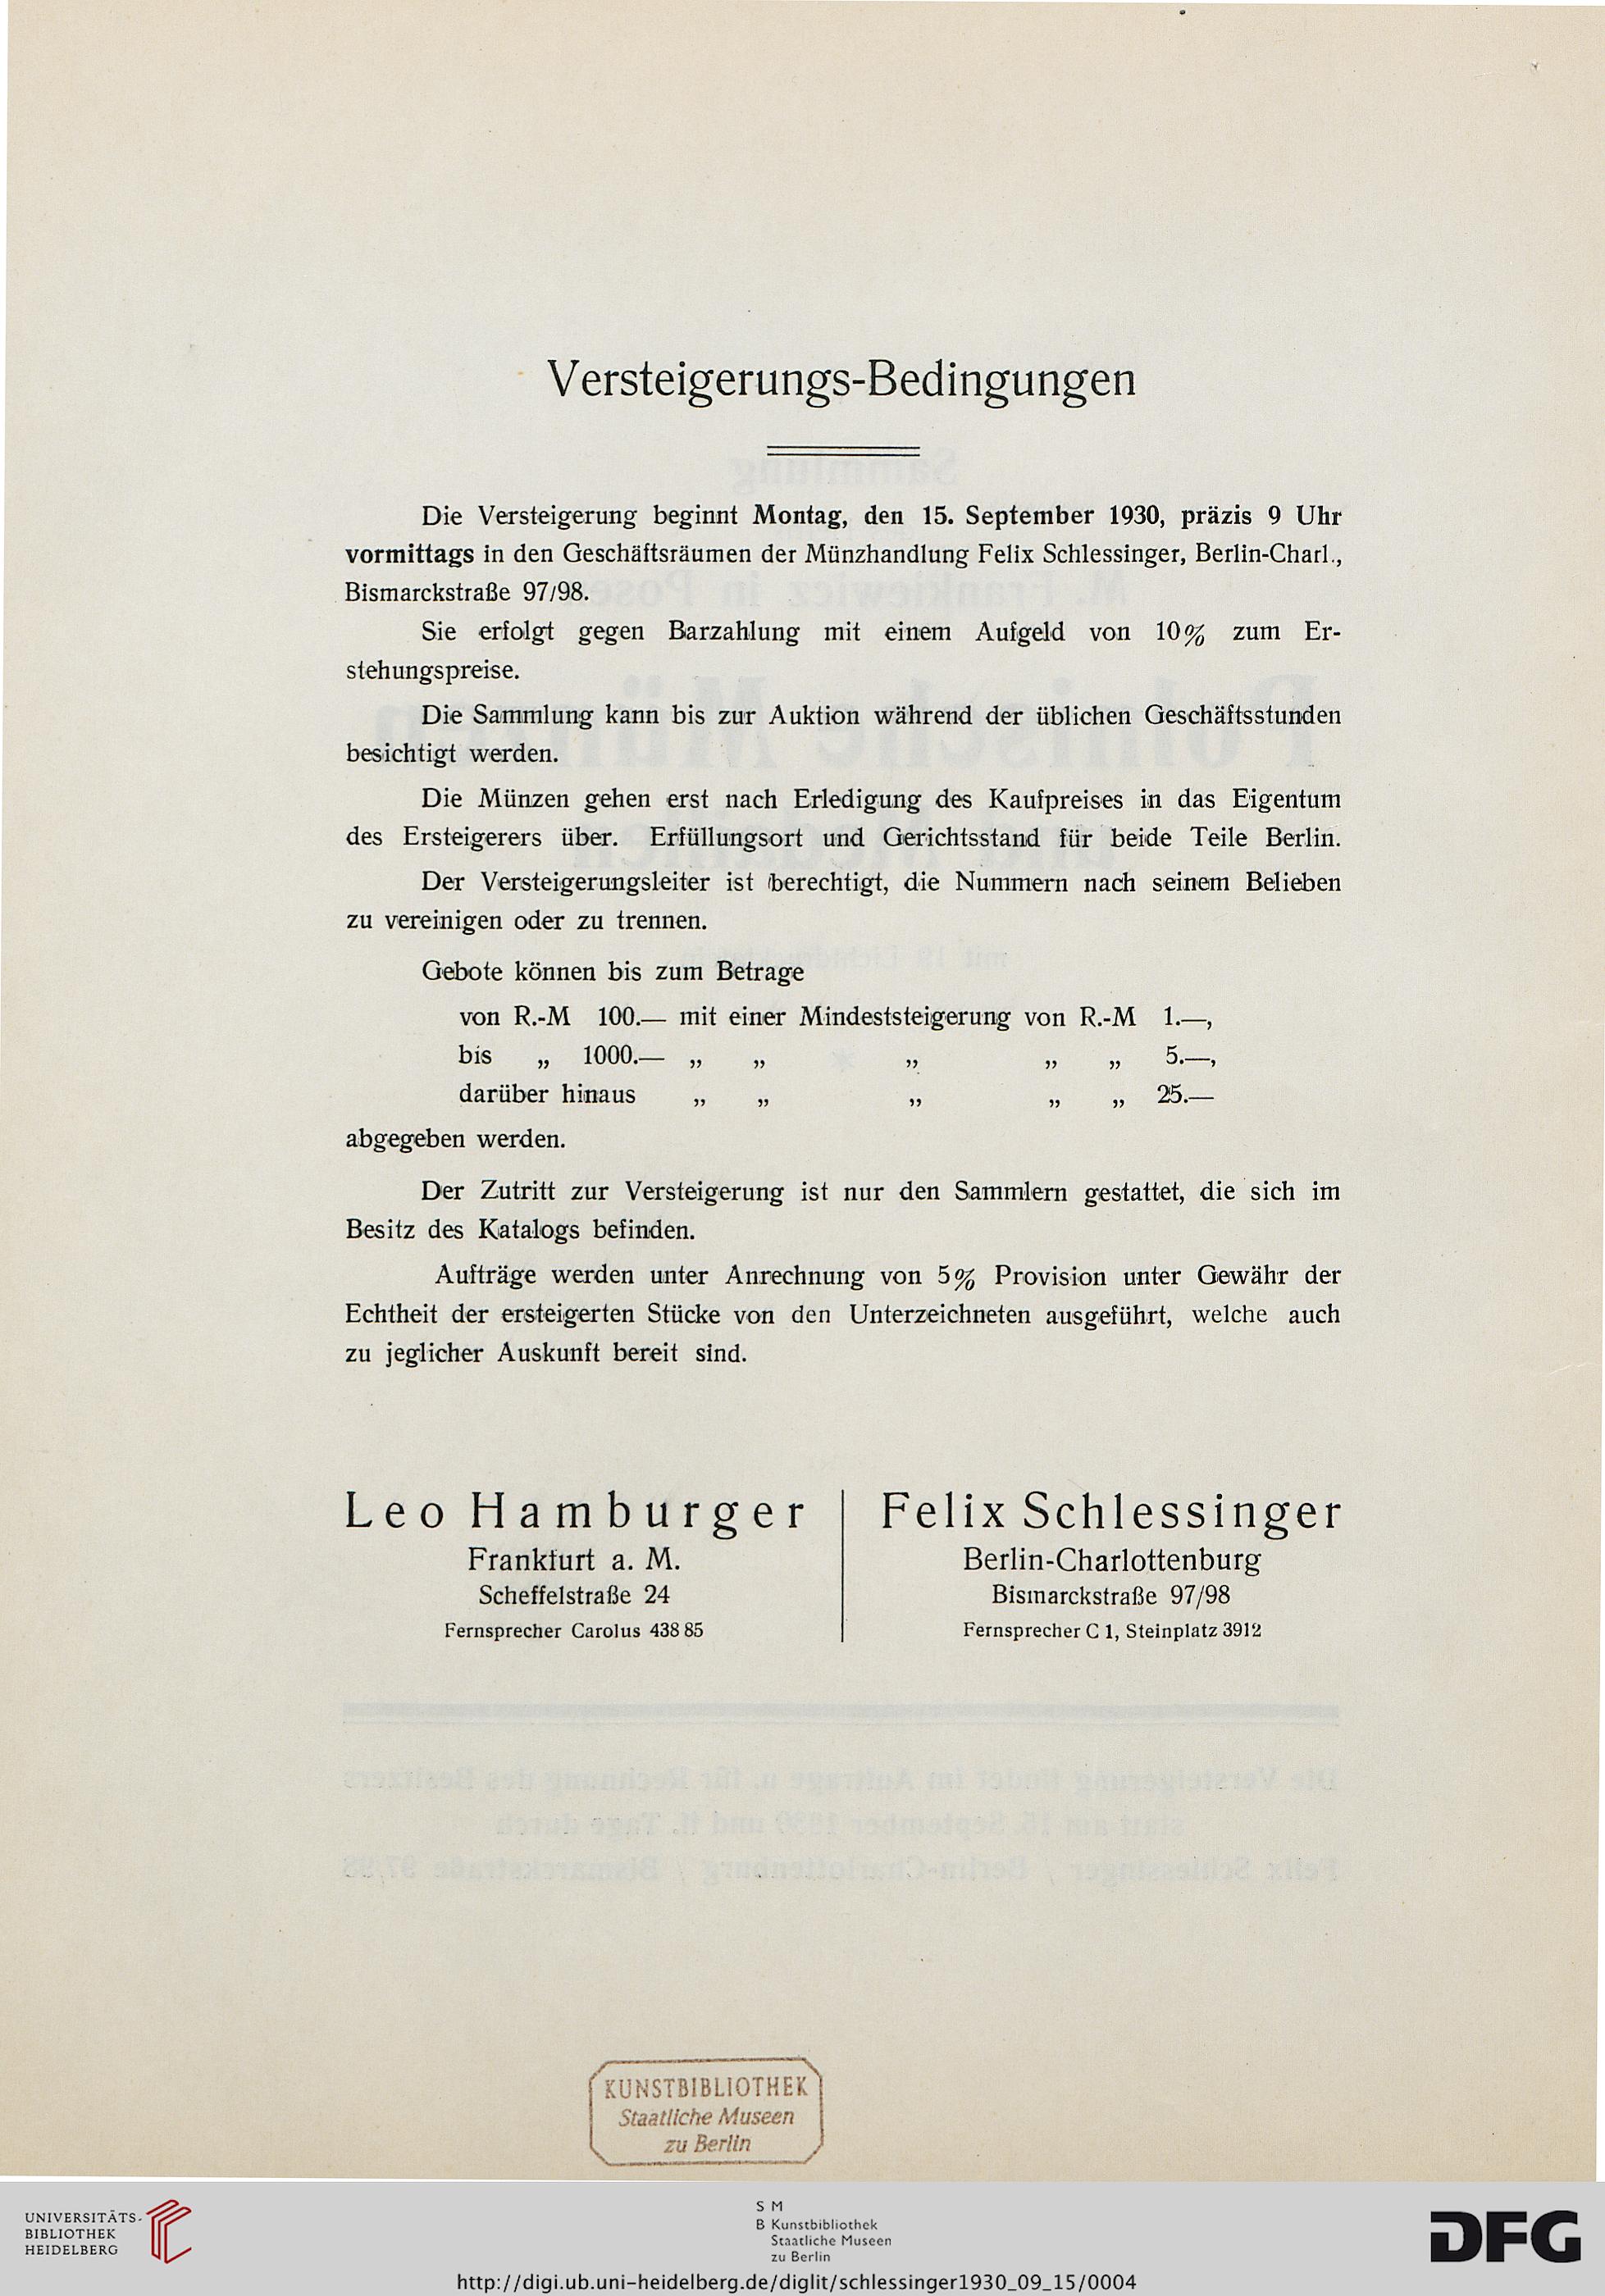 Versteigerungs-Bedingungen
Die Versteigerung beginnt Montag, den 15. September 1930, präzis 9 Uhr
vormittags in den Geschäftsräumen der Münzhandlung Felix Schlessinger, Berlin-Charl.,
Bismarckstraße 97/98.
Sie erfolgt gegen Barzahlung mit einem Aufgeld von 10% zum Er-
stehungspreise.
Die Sammlung kann bis zur Auktion während der üblichen Geschäftsstunden
besichtigt werden.
Die Münzen gehen erst nach Erledigung des Kaufpreises in das Eigentum
des Ersteigerers über. Erfüllungsort und Gerichtsstand für beide Teile Berlin.
Der Versteigerungsleiter ist berechtigt, die Nummern nach seinem Belieben
zu vereinigen oder zu trennen.
Gebote können bis zum Betrage
von R.-M 100.— mit einer Mindeststeigerung von R.-M 1.—,
bis „ 1000.— „ „ „ „ „ 5.—,
darüber hinaus „ „ „ „ „ 25.—
abgegeben werden.
Der Zutritt zur Versteigerung ist nur den Sammlern gestattet, die sich im
Besitz des Katalogs befinden.
Aufträge werden unter Anrechnung von 5% Provision unter Gewähr der
Echtheit der ersteigerten Stücke von den Unterzeichneten ausgeführt, welche auch
zu jeglicher Auskunft bereit sind.
Leo Hamburger
Frankfurt a. M.
Scheffelstraße 24
Fernsprecher Carolus 438 85
Felix Schlessinger
Berlin-Charlottenburg
Bismarckstraße 97/98
Fernsprecher C 1, Steinplatz 3912
KUNSTBIBLIOTHEK
Staatliche Museen
zu Berlin
UNIVERSITÄTS-
BIBLIOTHEK
HEIDELBERG
S M
B Kunstbibliothek
Staatliche Museen
zu Berlin
DFG
http://digi.ub.uni-heidelberg.de/diglit/schlessinger1930_09_15/0004